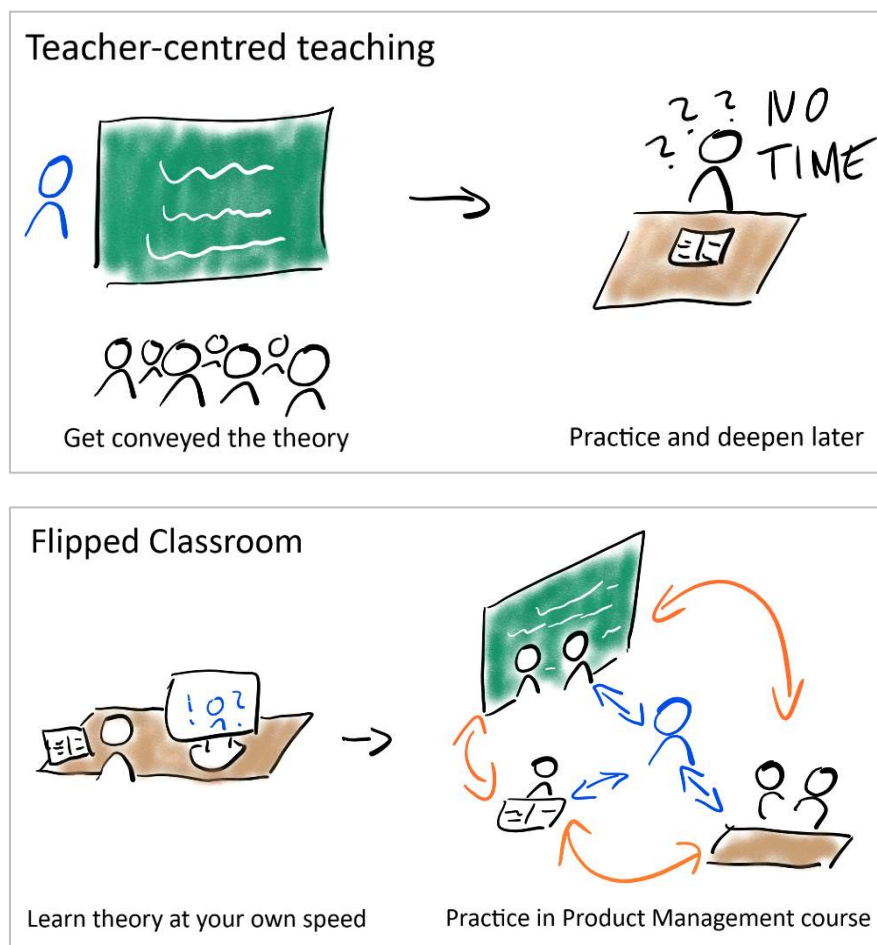 Teacher-centred teaching
? ? ? NO
TIME
Get conveyed the theory
Practice and deepen later
Flipped Classroom
! ?
Learn theory at your own speed
Practice in Product Management course